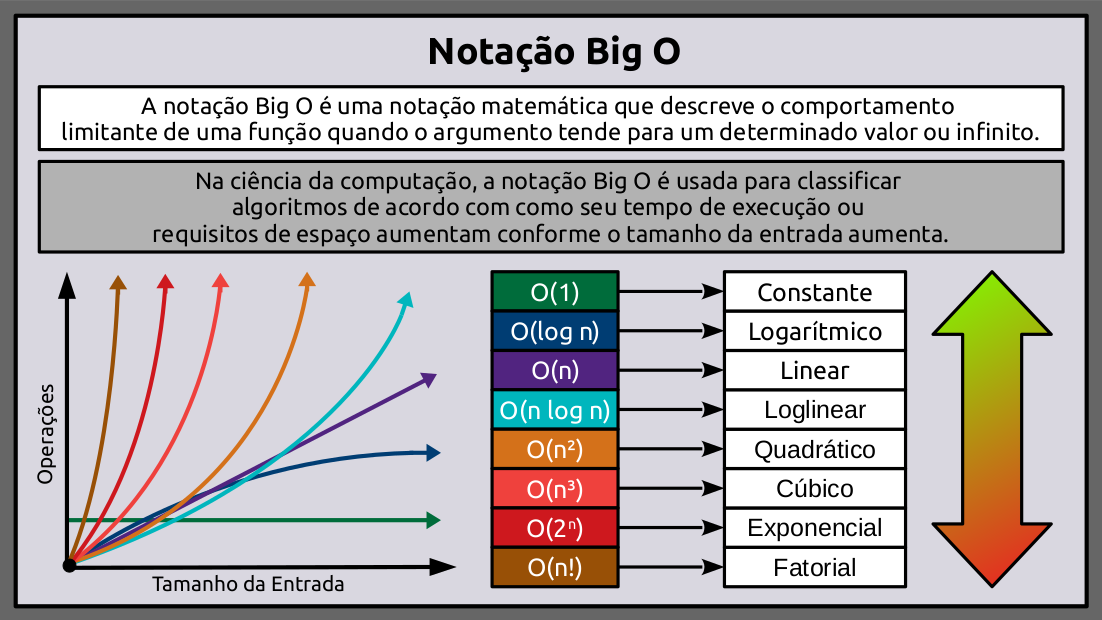 Notação Big O
A notação Big O é uma notação matemática que descreve o comportamento
limitante de uma função quando o argumento tende para um determinado valor ou infinito.
Na ciência da computação, a notação Big O é usada para classificar
algoritmos de acordo com como seu tempo de execução ou
requisitos de espaço aumentam conforme o tamanho da entrada aumenta.
Operações
Tamanho da Entrada
O(1) Constante
O(log n) Logarítmico
O(n) Linear
O(n log n) Loglinear
O(n²) Quadrático
O(n³) Cúbico
O(2ⁿ) Exponencial
O(n!) Fatorial